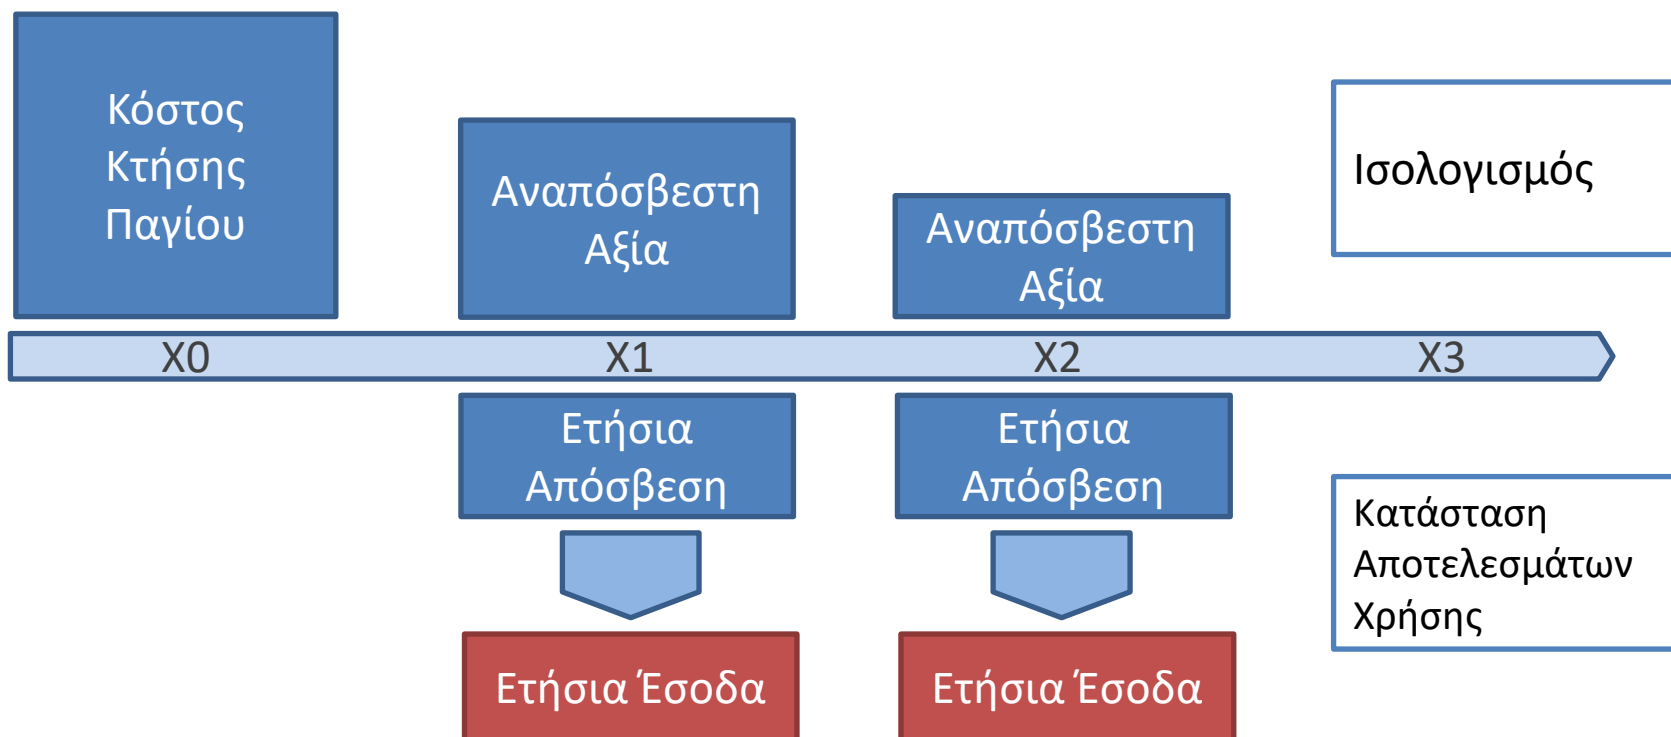 Κόστος
Κτήσης
Παγίου
Αναπόσβεστη
Αξία
Αναπόσβεστη
Αξία
Ισολογισμός
X0
X1
X2
X3
Ετήσια
Απόσβεση
Ετήσια
Απόσβεση
Κατάσταση
Αποτελεσμάτων
Χρήσης
Ετήσια Έσοδα
Ετήσια Έσοδα